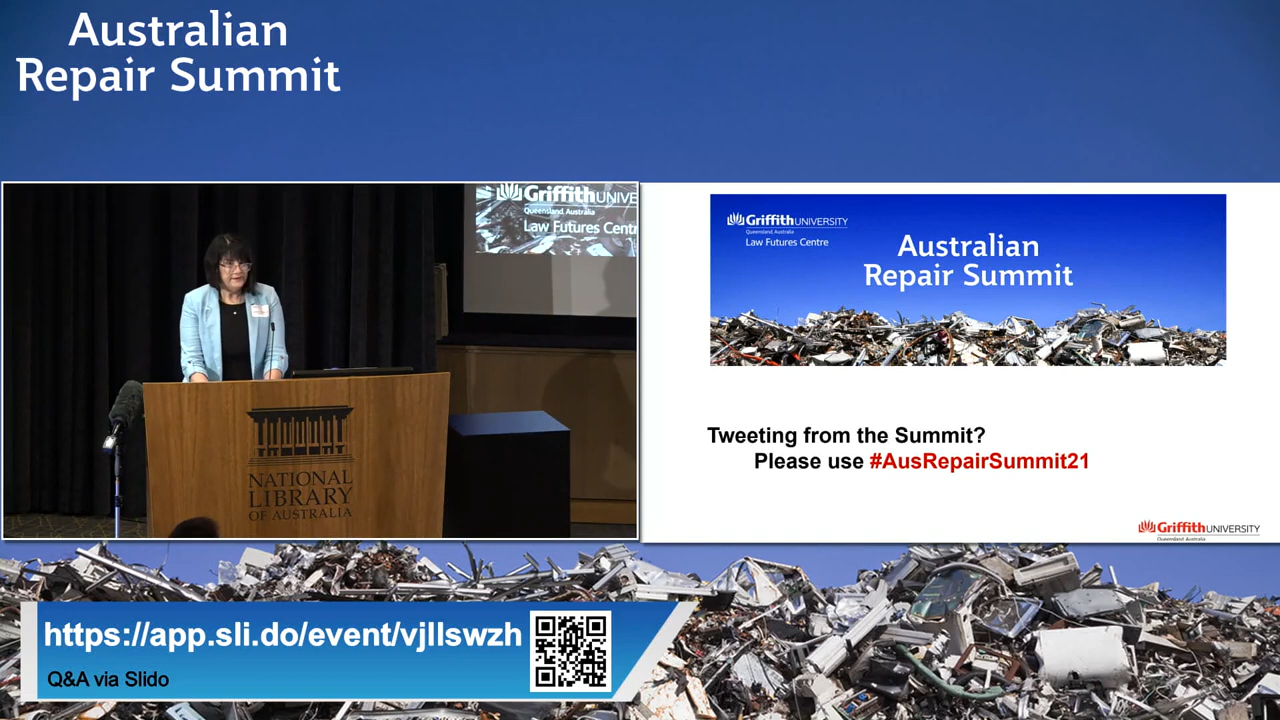 Australian
Repair Summit
Griffith UNIVERSITY
Queensland, Australia
Law Futures Cent
NATIONAL
LIBRARY
OF AUSTRALIA
Griffith UNIVERSITY
Queensland, Australia
Law Futures Centre
Australian
Repair Summit
Tweeting from the Summit?
Please use #AusRepairSummit21
Griffith UNIVERSITY
Queensland, Australia
https://app.sli.do/event/vjllswzh
Q&A via Slido